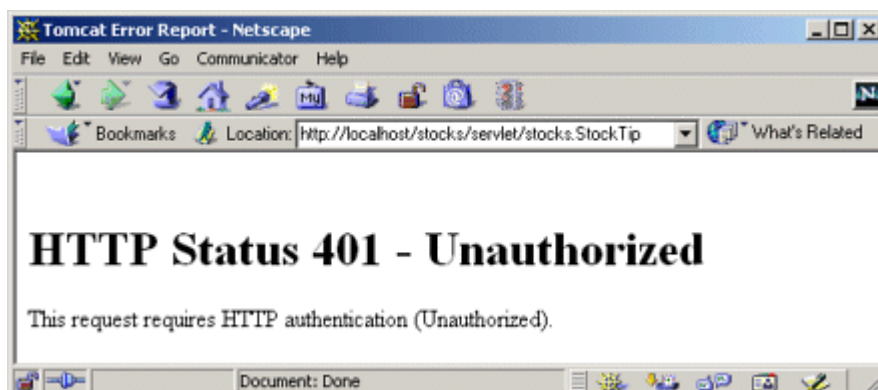 Tomcat Error Report - Netscape
File Edit View Go Communicator Help
My
N
Bookmarks Location: http://localhost/stocks/servlet/stocks.StockTip What's Related
HTTP Status 401 - Unauthorized
This request requires HTTP authentication (Unauthorized).
Document: Done